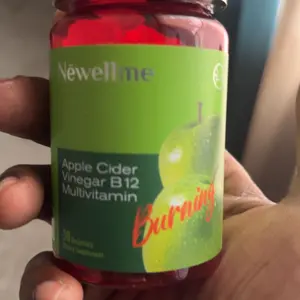 Newellme
Apple Cider
Vinegar B12
Multivitamin
Burning